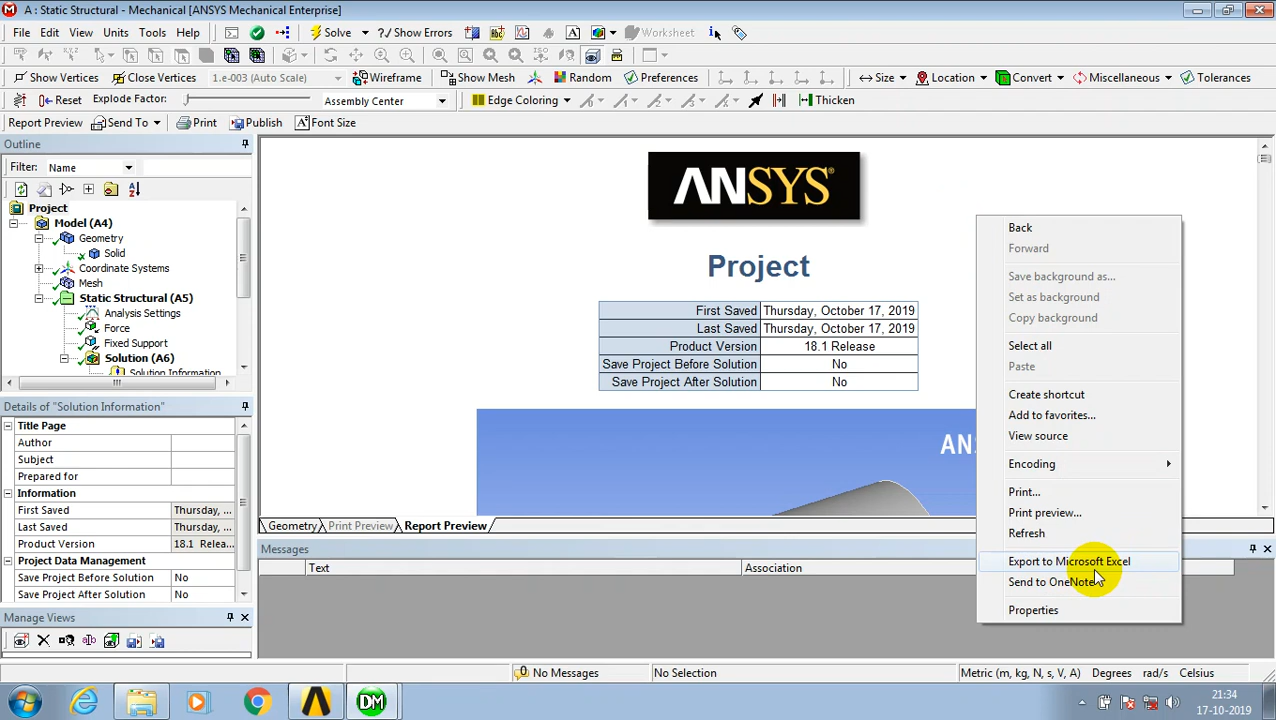 A : Static Structural - Mechanical [ANSYS Mechanical Enterprise]
File Edit View Units Tools Help Solve ?/ Show Errors Worksheet
Show Vertices Close Vertices 1.e-003 (Auto Scale) Wireframe Show Mesh Random Preferences Size Location Convert Miscellaneous Tolerances
Reset Explode Factor: Assembly Center Edge Coloring Thicken
Report Preview Send To Print Publish Font Size
Outline
Filter: Name
Project
Model (A4)
Geometry
Solid
Coordinate Systems
Mesh
Static Structural (A5)
Analysis Settings
Force
Fixed Support
Solution (A6)
Solution Information
Details of "Solution Information"
Title Page
Author
Subject
Prepared for
Information
First Saved Thursday, ...
Last Saved Thursday, ...
Product Version 18.1 Relea...
Project Data Management
Save Project Before Solution No
Save Project After Solution No
Manage Views
ANSYS®
Project
First Saved Thursday, October 17, 2019
Last Saved Thursday, October 17, 2019
Product Version 18.1 Release
Save Project Before Solution No
Save Project After Solution No
ANS
Geometry Print Preview Report Preview
Messages
Text Association
Back
Forward
Save background as...
Set as background
Copy background
Select all
Paste
Create shortcut
Add to favorites...
View source
Encoding
Print...
Print preview...
Refresh
Export to Microsoft Excel
Send to OneNote
Properties
0 No Messages No Selection Metric (m, kg, N, s, V, A) Degrees rad/s Celsius
DM
21:34
17-10-2019